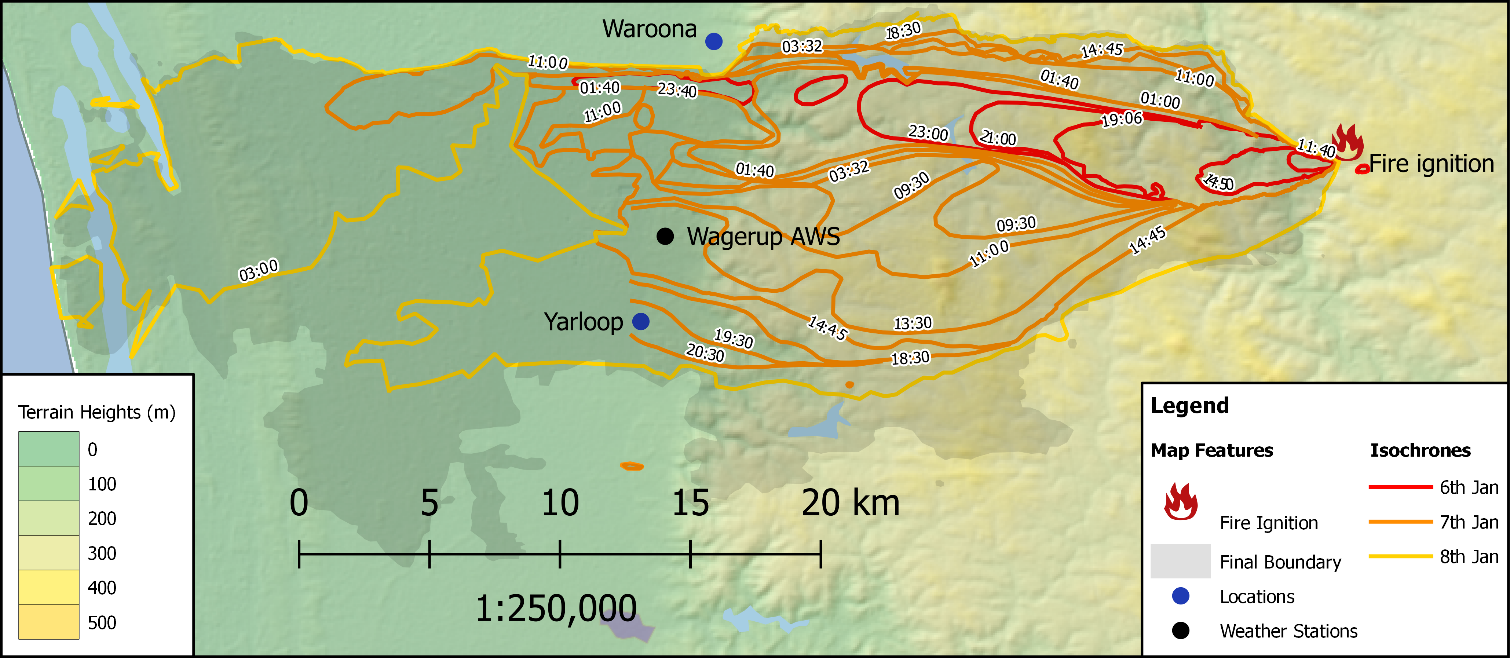 Waroona
18:30
03:32
14:45
11:00
01:40
11:00
01:40
23:40
01:00
11:00
19:06
23:00
21:00
11:40
Fire ignition
01:40
03:32
14:50
09:30
09:30
Wagerup AWS
11:00
14:45
03:00
Yarloop
13:30
14:45
19:30
20:30
18:30
Terrain Heights (m)
0
100
200
300
400
500
0 5 10 15 20 km
1:250,000
Legend
Map Features
Fire Ignition
Final Boundary
Locations
Weather Stations
Isochrones
6th Jan
7th Jan
8th Jan